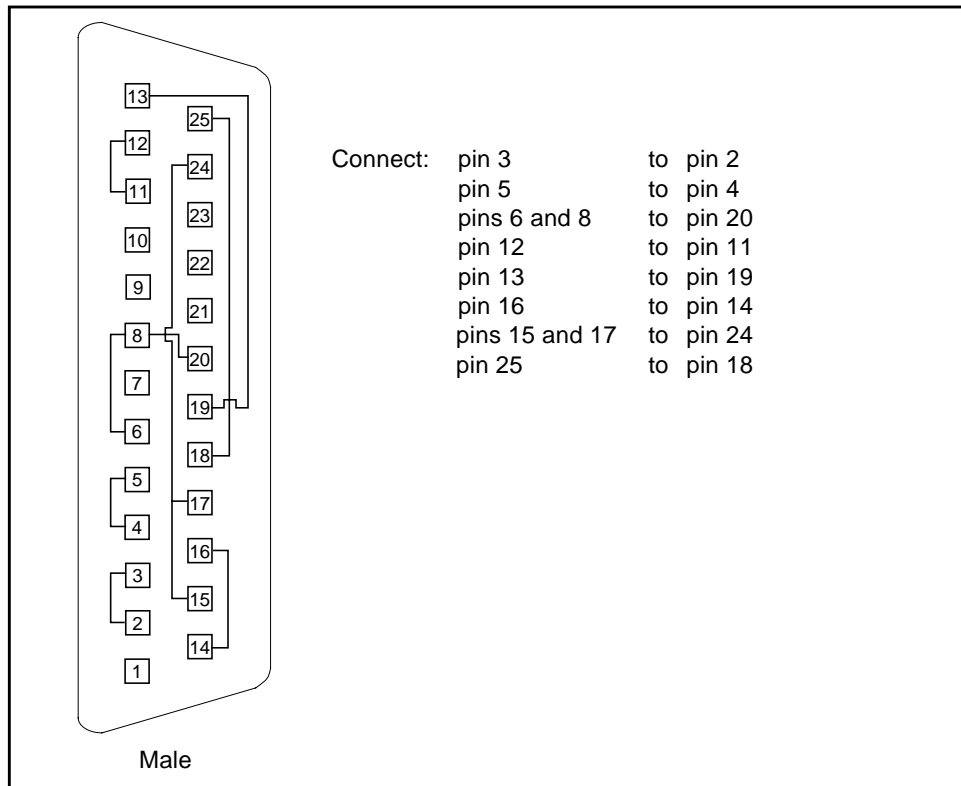 13
25
12
24
11
23
10
22
9
21
8
20
7
19
6
18
5
17
4
16
3
15
2
14
1
Male
Connect: pin 3 to pin 2
pin 5 to pin 4
pins 6 and 8 to pin 20
pin 12 to pin 11
pin 13 to pin 19
pin 16 to pin 14
pins 15 and 17 to pin 24
pin 25 to pin 18